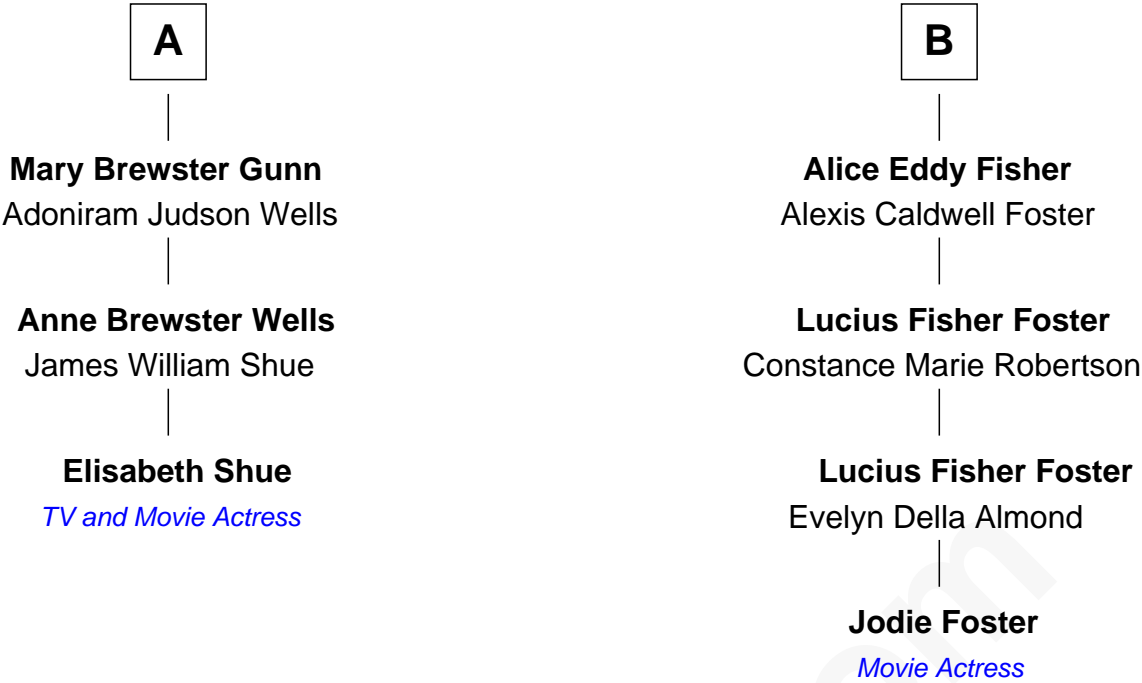 A
Mary Brewster Gunn
Adoniram Judson Wells
Anne Brewster Wells
James William Shue
Elisabeth Shue
TV and Movie Actress
B
Alice Eddy Fisher
Alexis Caldwell Foster
Lucius Fisher Foster
Constance Marie Robertson
Lucius Fisher Foster
Evelyn Della Almond
Jodie Foster
Movie Actress